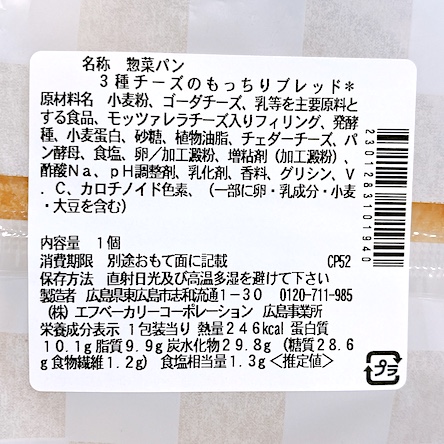 名称 惣菜パン
3種チーズのもっちりブレッド*
原材料名 小麦粉、ゴーダチーズ、乳等を主要原料と
する食品、モッツァレラチーズ入りフィリング、発酵
種、小麦蛋白、砂糖、植物油脂、チェダーチーズ、パ
ン酵母、食塩、卵/加工澱粉、増粘剤(加工澱粉)、
酢酸Na、pH調整剤、乳化剤、香料、グリシン、V
.C、カロチノイド色素、(一部に卵・乳成分・小麦
・大豆を含む)
内容量 1個
消費期限 別途おもて面に記載 CP52
保存方法 直射日光及び高温多湿を避けて下さい
製造者 広島県東広島市志和流通1-30 0120-711-985
(株)エフベーカリーコーポレーション 広島事業所
栄養成分表示 1包装当り 熱量246kcal 蛋白質
10.1g 脂質9.9g 炭水化物29.8g (糖質28.6
g 食物繊維1.2g) 食塩相当量1.3g<推定値>
2301283101940
プラ